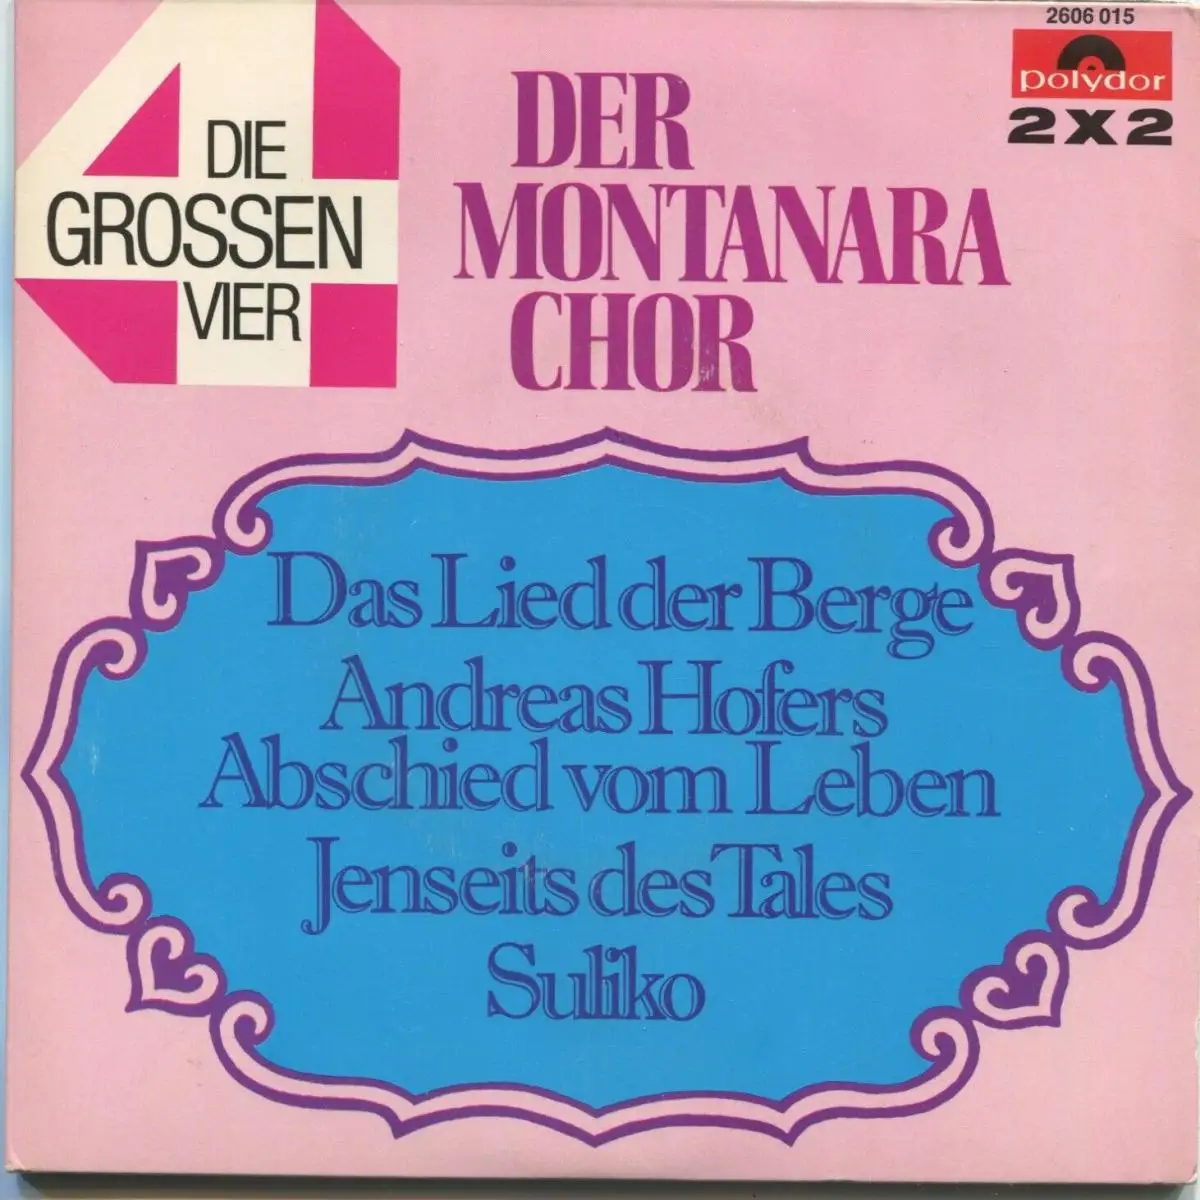 DIE
GROSSEN
VIER
DER
MONTANARA
CHOR
2606 015
polydor
2X2
Das Lied der Berge
Andreas Hofers
Abschied vom Leben
Jenseits des Tales
Suliko